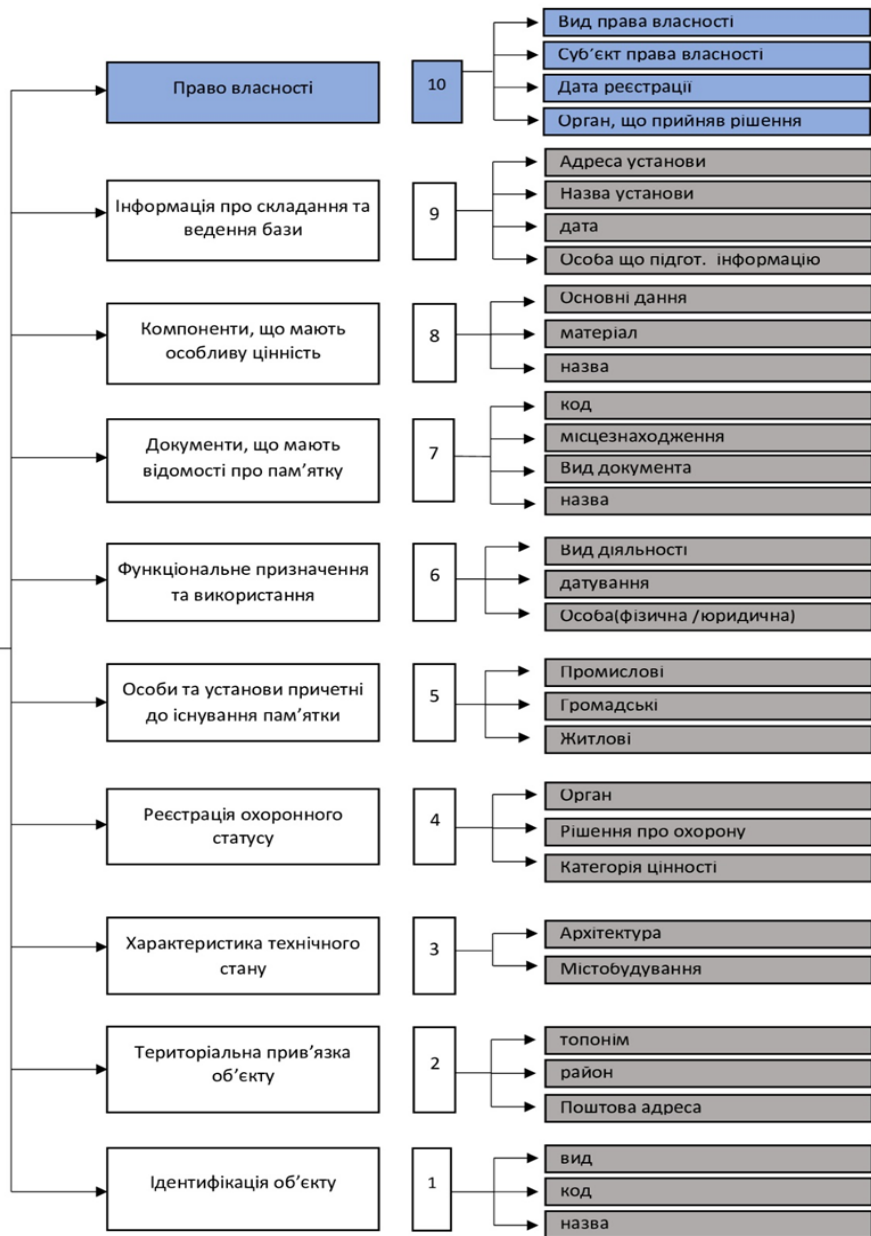 Право власності
10
Вид права власності
Суб’єкт права власності
Дата реєстрації
Орган, що прийняв рішення
Інформація про складання та
ведення бази
9
Адреса установи
Назва установи
дата
Особа що підгот. інформацію
Компоненти, що мають
особливу цінність
8
Основні дання
матеріал
назва
Документи, що мають
відомості про пам’ятку
7
код
місцезнаходження
Вид документа
назва
Функціональне призначення
та використання
6
Вид діяльності
датування
Особа(фізична /юридична)
Особи та установи причетні
до існування пам’ятки
5
Промислові
Громадські
Житлові
Реєстрація охоронного
статусу
4
Орган
Рішення про охорону
Категорія цінності
Характеристика технічного
стану
3
Архітектура
Містобудування
Територіальна прив’язка
об’єкту
2
топонім
район
Поштова адреса
Ідентифікація об’єкту
1
вид
код
назва